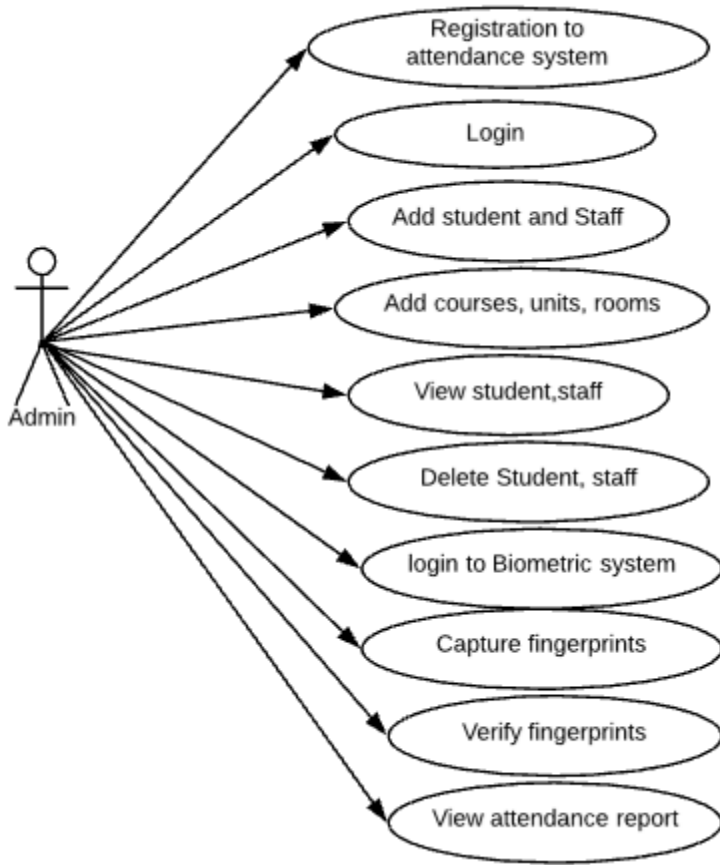 Registration to
attendance system
Login
Add student and Staff
Add courses, units, rooms
View student,staff
Admin
Delete Student, staff
login to Biometric system
Capture fingerprints
Verify fingerprints
View attendance report